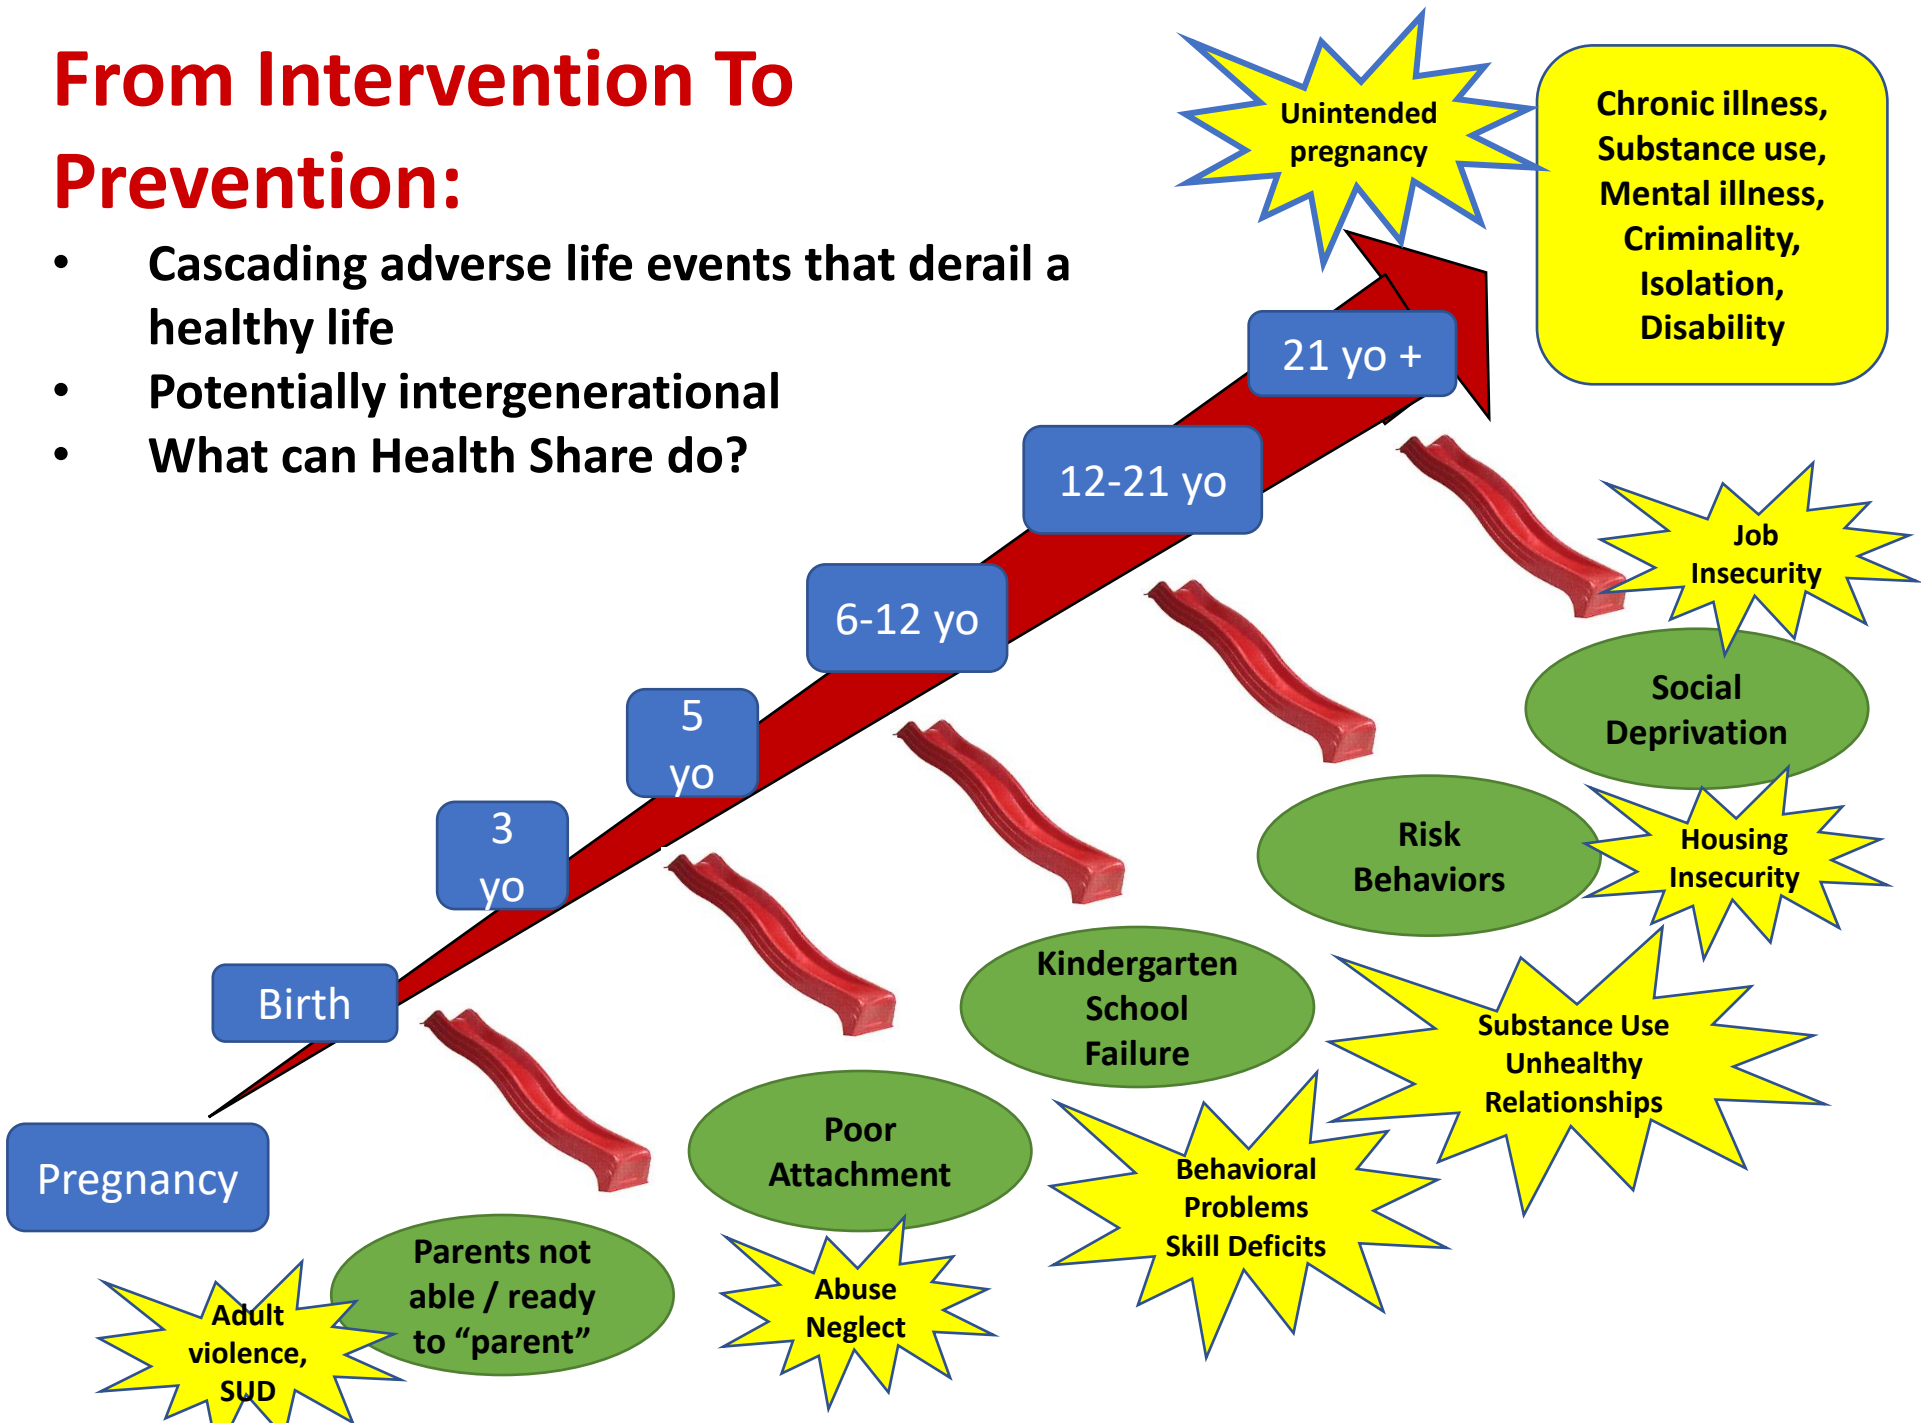 From Intervention To
Prevention:
• Cascading adverse life events that derail a
healthy life
• Potentially intergenerational
• What can Health Share do?
Unintended
pregnancy
Chronic illness,
Substance use,
Mental illness,
Criminality,
Isolation,
Disability
21 yo +
12-21 yo
6-12 yo
5
yo
3
yo
Birth
Pregnancy
Job
Insecurity
Social
Deprivation
Risk
Behaviors
Housing
Insecurity
Kindergarten
School
Failure
Substance Use
Unhealthy
Relationships
Poor
Attachment
Behavioral
Problems
Skill Deficits
Parents not
able / ready
to “parent”
Abuse
Neglect
Adult
violence,
SUD